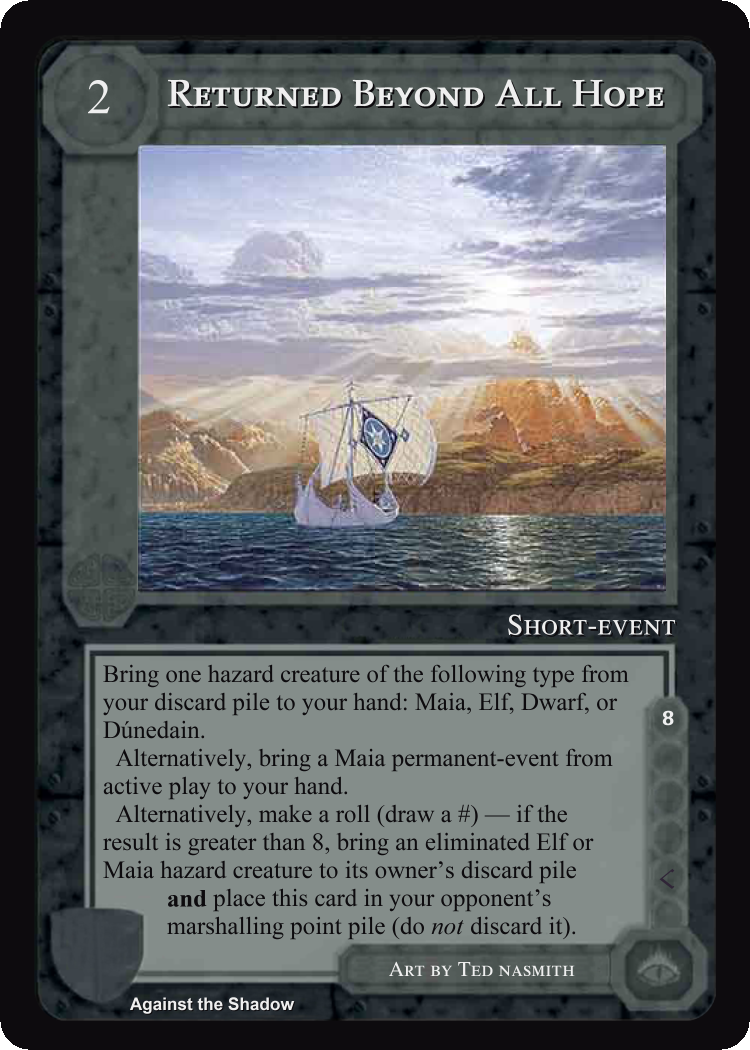 2
Returned Beyond All Hope
Short-event
Bring one hazard creature of the following type from
your discard pile to your hand: Maia, Elf, Dwarf, or
Dúnedain.
Alternatively, bring a Maia permanent-event from
active play to your hand.
Alternatively, make a roll (draw a #) — if the
result is greater than 8, bring an eliminated Elf or
Maia hazard creature to its owner's discard pile
and place this card in your opponent's
marshalling point pile (do not discard it).
8
<
Art by Ted nasmith
Against the Shadow